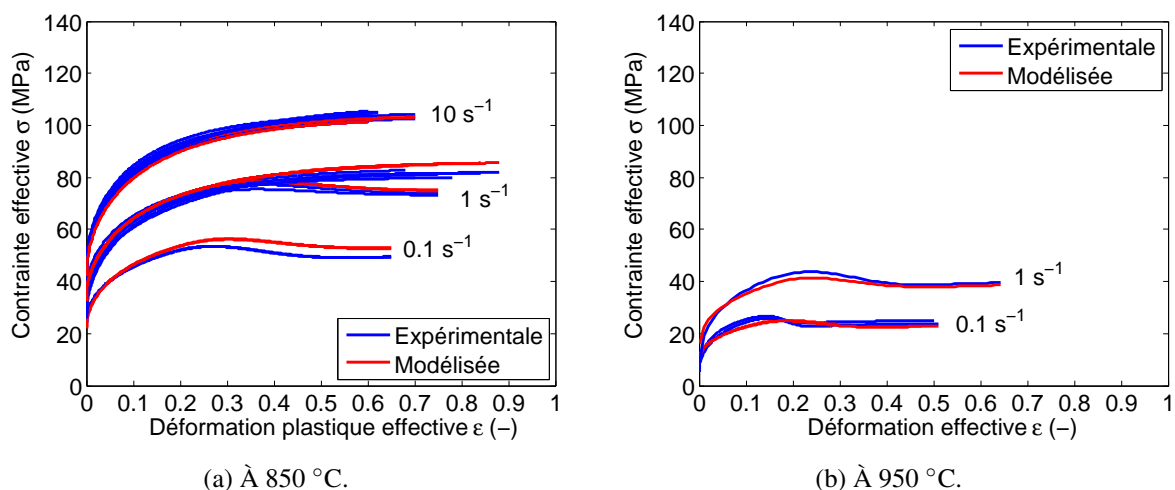 140
120
100
80
60
40
20
0
Contrainte effective σ (MPa)
10 s⁻¹
1 s⁻¹
0.1 s⁻¹
Expérimentale
Modélisée
0 0.1 0.2 0.3 0.4 0.5 0.6 0.7 0.8 0.9 1
Déformation plastique effective ε (−)
(a) À 850 °C.
140
120
100
80
60
40
20
0
Contrainte effective σ (MPa)
Expérimentale
Modélisée
1 s⁻¹
0.1 s⁻¹
0 0.1 0.2 0.3 0.4 0.5 0.6 0.7 0.8 0.9 1
Déformation effective ε (−)
(b) À 950 °C.